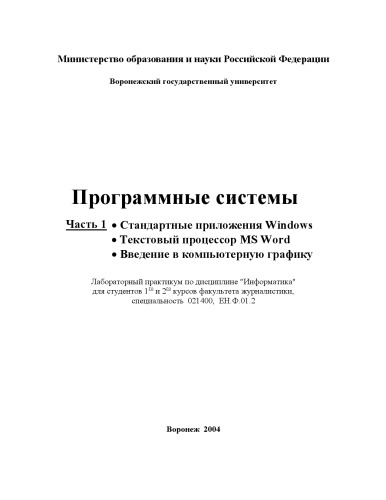 Министерство образования и науки Российской Федерации
Воронежский государственный университет
Программные системы
Часть 1 • Стандартные приложения Windows
• Текстовый процессор MS Word
• Введение в компьютерную графику
Лабораторный практикум по дисциплине "Информатика"
для студентов 1го и 2го курсов факультета журналистики,
специальность 021400, ЕН.Ф.01.2
Воронеж 2004